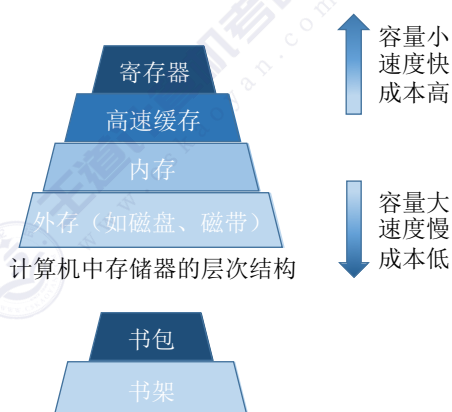 寄存器
高速缓存
内存
外存（如磁盘、磁带）
计算机中存储器的层次结构
容量小
速度快
成本高
容量大
速度慢
成本低
书包
书架